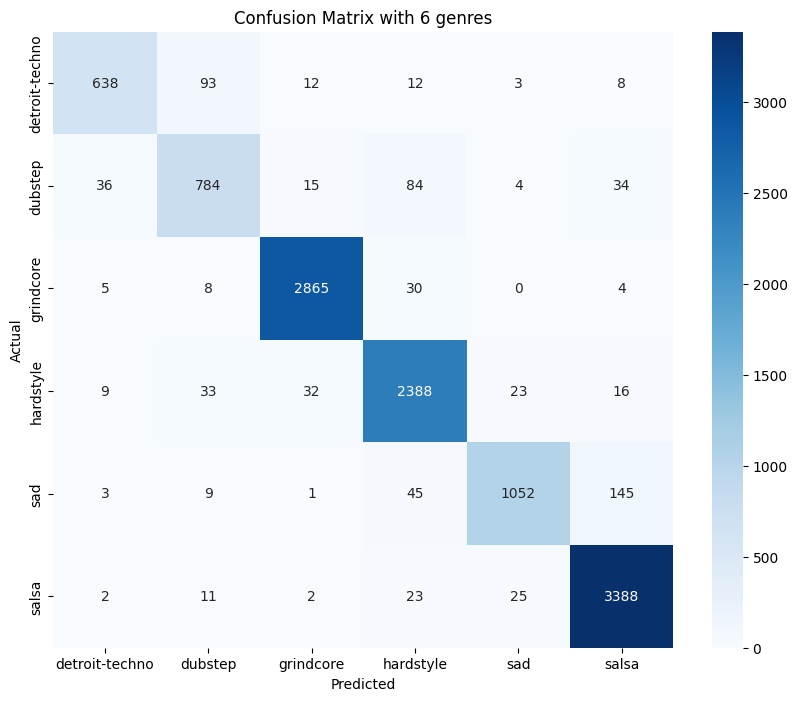 Confusion Matrix with 6 genres
Actual
detroit-techno 638 93 12 12 3 8
dubstep 36 784 15 84 4 34
grindcore 5 8 2865 30 0 4
hardstyle 9 33 32 2388 23 16
sad 3 9 1 45 1052 145
salsa 2 11 2 23 25 3388
detroit-techno dubstep grindcore hardstyle sad salsa
Predicted
3000
2500
2000
1500
1000
500
0